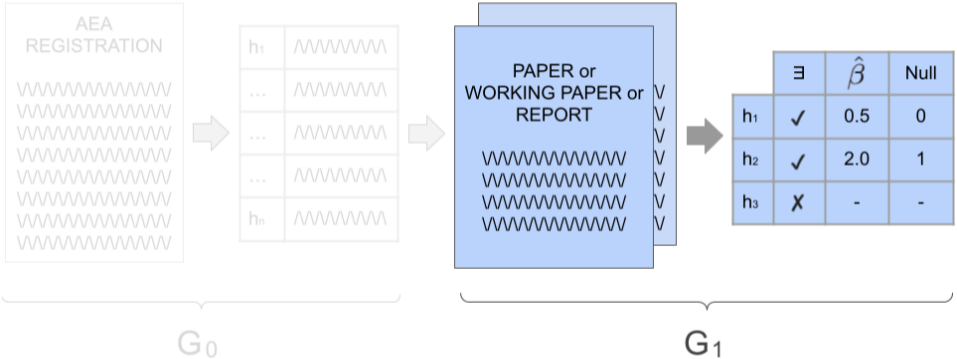 AEA
REGISTRATION
h₁
...
...
...
hₙ
G₀
PAPER or
WORKING PAPER or
REPORT
∃ β̂ Null
h₁ ✓ 0.5 0
h₂ ✓ 2.0 1
h₃ ✗ - -
G₁